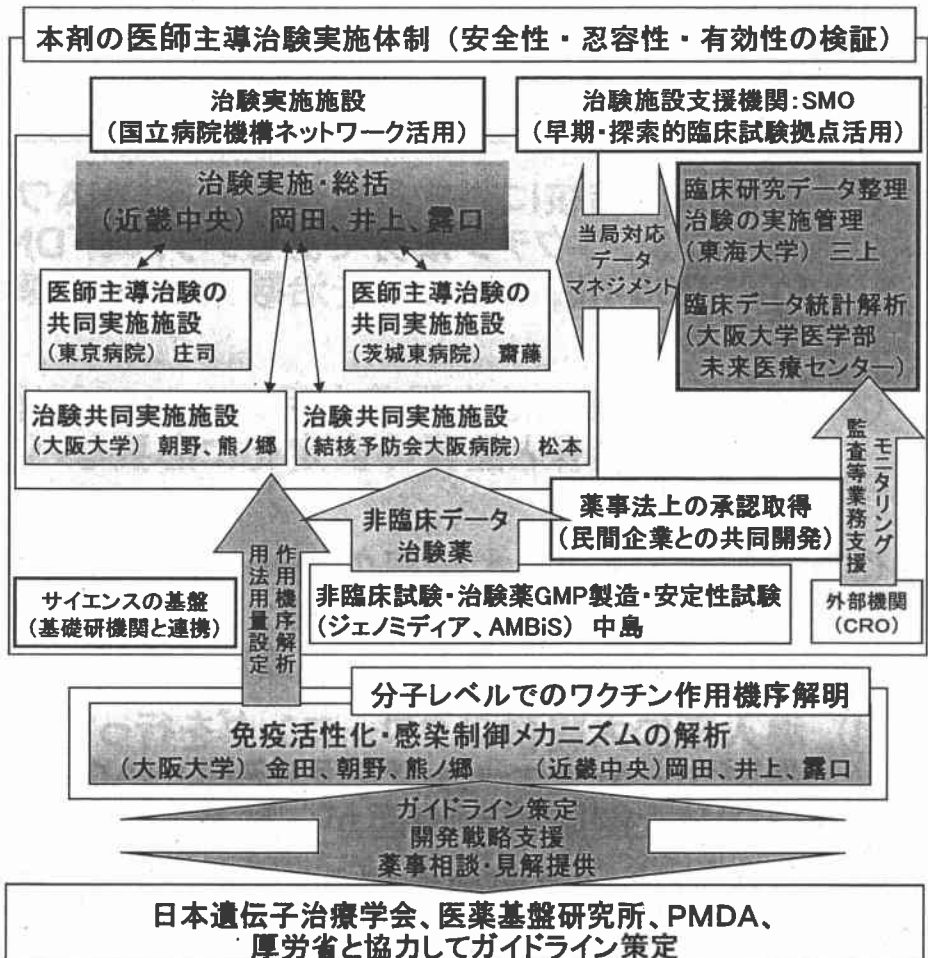 本剤の医師主導治験実施体制（安全性・忍容性・有効性の検証）
治験実施施設
（国立病院機構ネットワーク活用）
治験施設支援機関：SMO
（早期・探索的臨床試験拠点活用）
治験実施・総括
（近畿中央）岡田、井上、露口
医師主導治験の
共同実施施設
（東京病院）庄司
医師主導治験の
共同実施施設
（茨城東病院）齋藤
治験共同実施施設
（大阪大学）朝野、熊ノ郷
治験共同実施施設
（結核予防会大阪病院）松本
当局対応
データ
マネジメント
臨床研究データ整理
治験の実施管理
（東海大学）三上
臨床データ統計解析
（大阪大学医学部
未来医療センター）
モニタリング
監査等業務支援
外部機関
（CRO）
非臨床データ
治験薬
薬事法上の承認取得
（民間企業との共同開発）
作用機序解析
用法用量設定
サイエンスの基盤
（基礎研機関と連携）
非臨床試験・治験薬GMP製造・安定性試験
（ジェノミディア、AMBiS）中島
分子レベルでのワクチン作用機序解明
免疫活性化・感染制御メカニズムの解析
（大阪大学）金田、朝野、熊ノ郷　（近畿中央）岡田、井上、露口
ガイドライン策定
開発戦略支援
薬事相談・見解提供
日本遺伝子治療学会、医薬基盤研究所、PMDA、
厚労省と協力してガイドライン策定